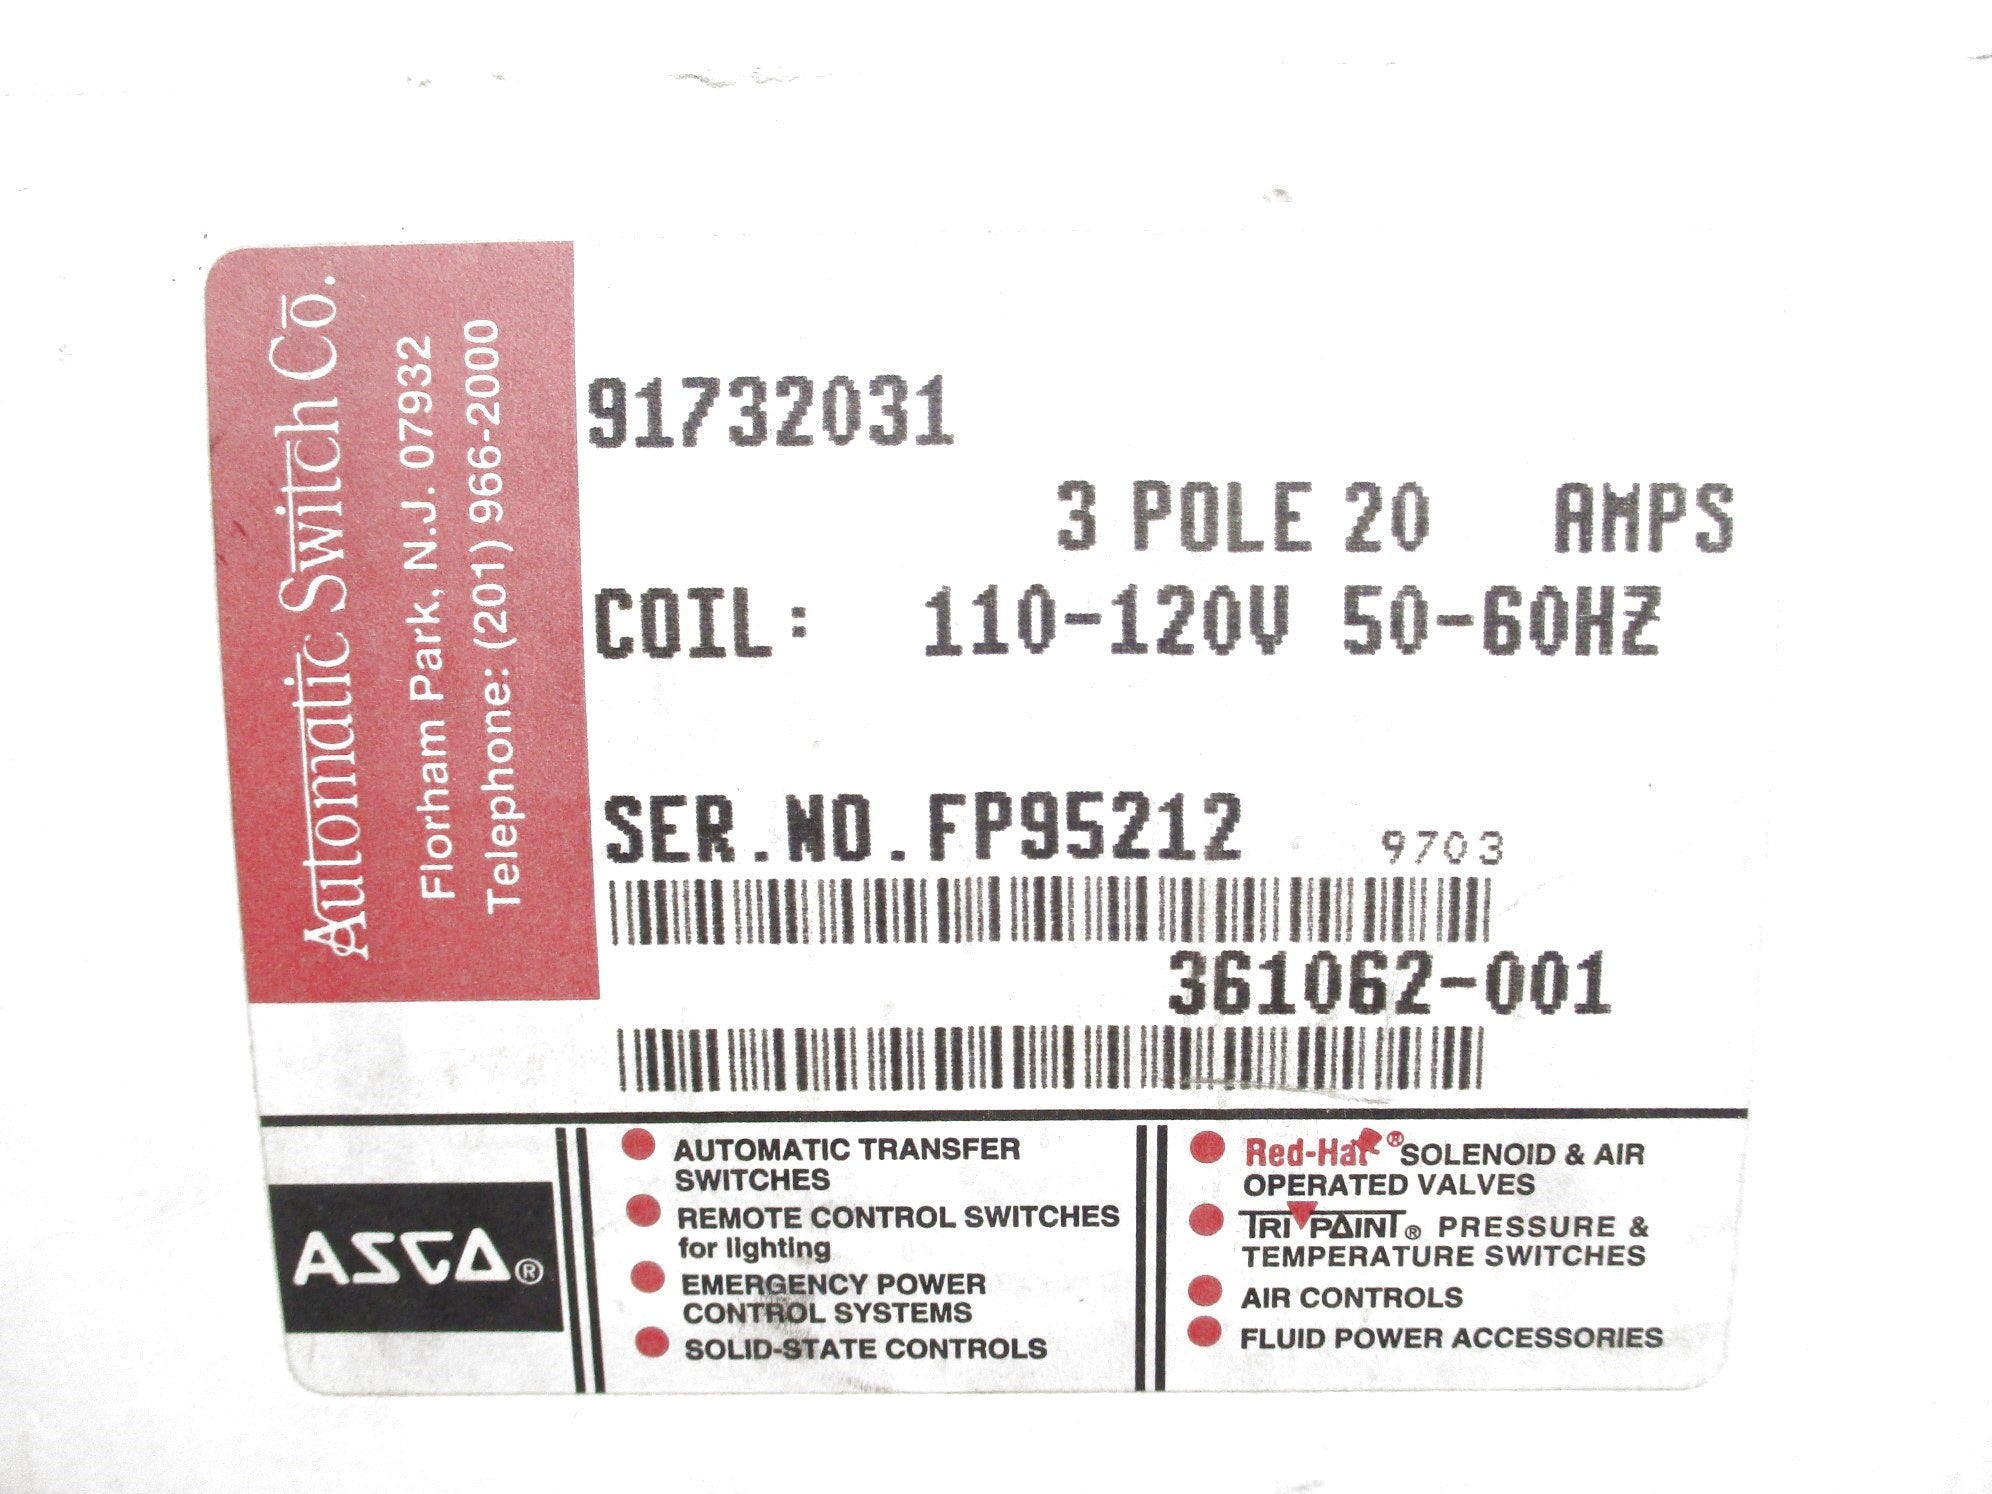 Automatic Switch Co.
Florham Park, N.J. 07932
Telephone: (201) 966-2000
91732031
3 POLE 20 AMPS
COIL: 110-120V 50-60HZ
SER.NO.FP95212 9703
361062-001
ASCO®
AUTOMATIC TRANSFER
SWITCHES
REMOTE CONTROL SWITCHES
for lighting
EMERGENCY POWER
CONTROL SYSTEMS
SOLID-STATE CONTROLS
Red-Hat® SOLENOID & AIR
OPERATED VALVES
TRI POINT® PRESSURE &
TEMPERATURE SWITCHES
AIR CONTROLS
FLUID POWER ACCESSORIES